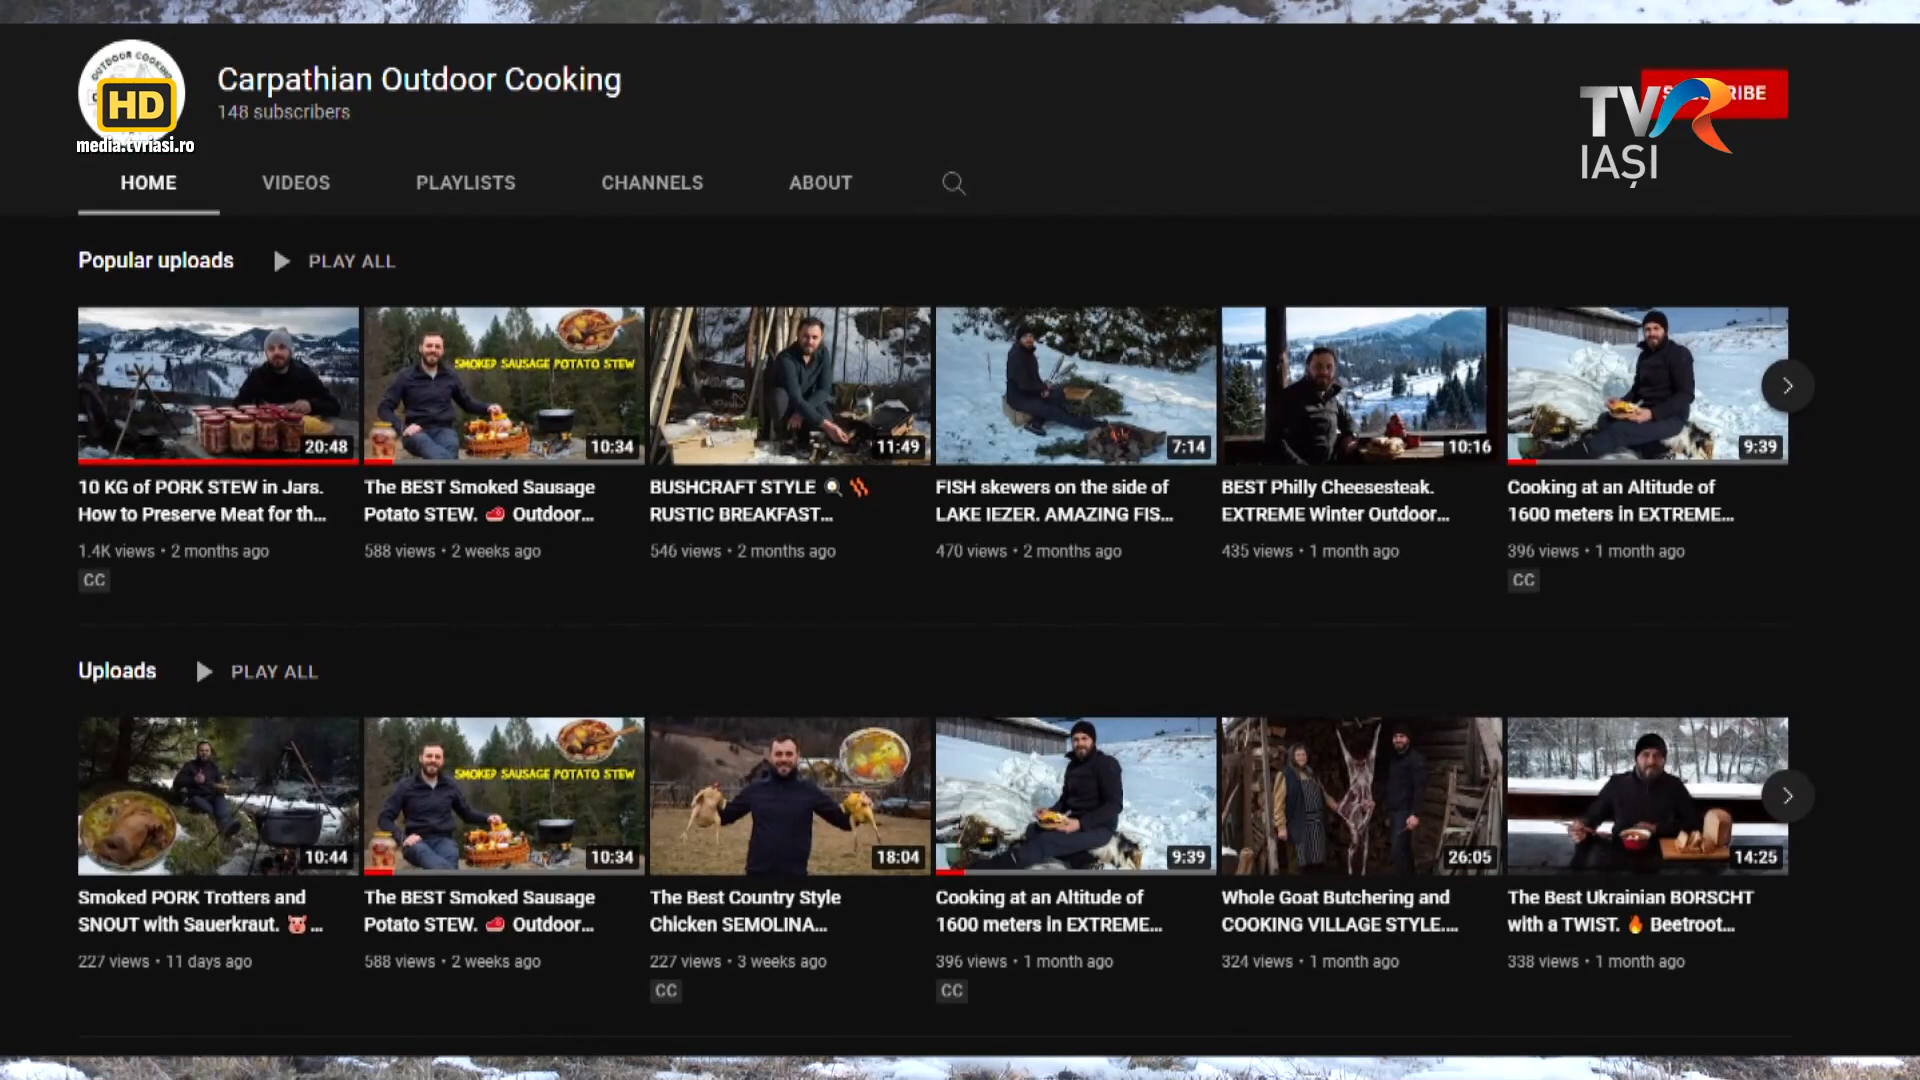 OUTDOOR COOKING
HD
media.tvriasi.ro
Carpathian Outdoor Cooking
148 subscribers
TVR
IAȘI
HOME
VIDEOS
PLAYLISTS
CHANNELS
ABOUT
Popular uploads
PLAY ALL
SMOKED SAUSAGE POTATO STEW
20:48
10:34
11:49
7:14
10:16
9:39
10 KG of PORK STEW in Jars.
How to Preserve Meat for th...
1.4K views • 2 months ago
CC
The BEST Smoked Sausage
Potato STEW. 🥩 Outdoor...
588 views • 2 weeks ago
BUSHCRAFT STYLE 🍳 🥓
RUSTIC BREAKFAST...
546 views • 2 months ago
FISH skewers on the side of
LAKE IEZER. AMAZING FIS...
470 views • 2 months ago
BEST Philly Cheesesteak.
EXTREME Winter Outdoor...
435 views • 1 month ago
Cooking at an Altitude of
1600 meters in EXTREME...
396 views • 1 month ago
CC
Uploads
PLAY ALL
SMOKED SAUSAGE POTATO STEW
10:44
10:34
18:04
9:39
26:05
14:25
Smoked PORK Trotters and
SNOUT with Sauerkraut. 🐷...
227 views • 11 days ago
The BEST Smoked Sausage
Potato STEW. 🥩 Outdoor...
588 views • 2 weeks ago
The Best Country Style
Chicken SEMOLINA...
227 views • 3 weeks ago
CC
Cooking at an Altitude of
1600 meters in EXTREME...
396 views • 1 month ago
CC
Whole Goat Butchering and
COOKING VILLAGE STYLE....
324 views • 1 month ago
The Best Ukrainian BORSCHT
with a TWIST. 🔥 Beetroot...
338 views • 1 month ago